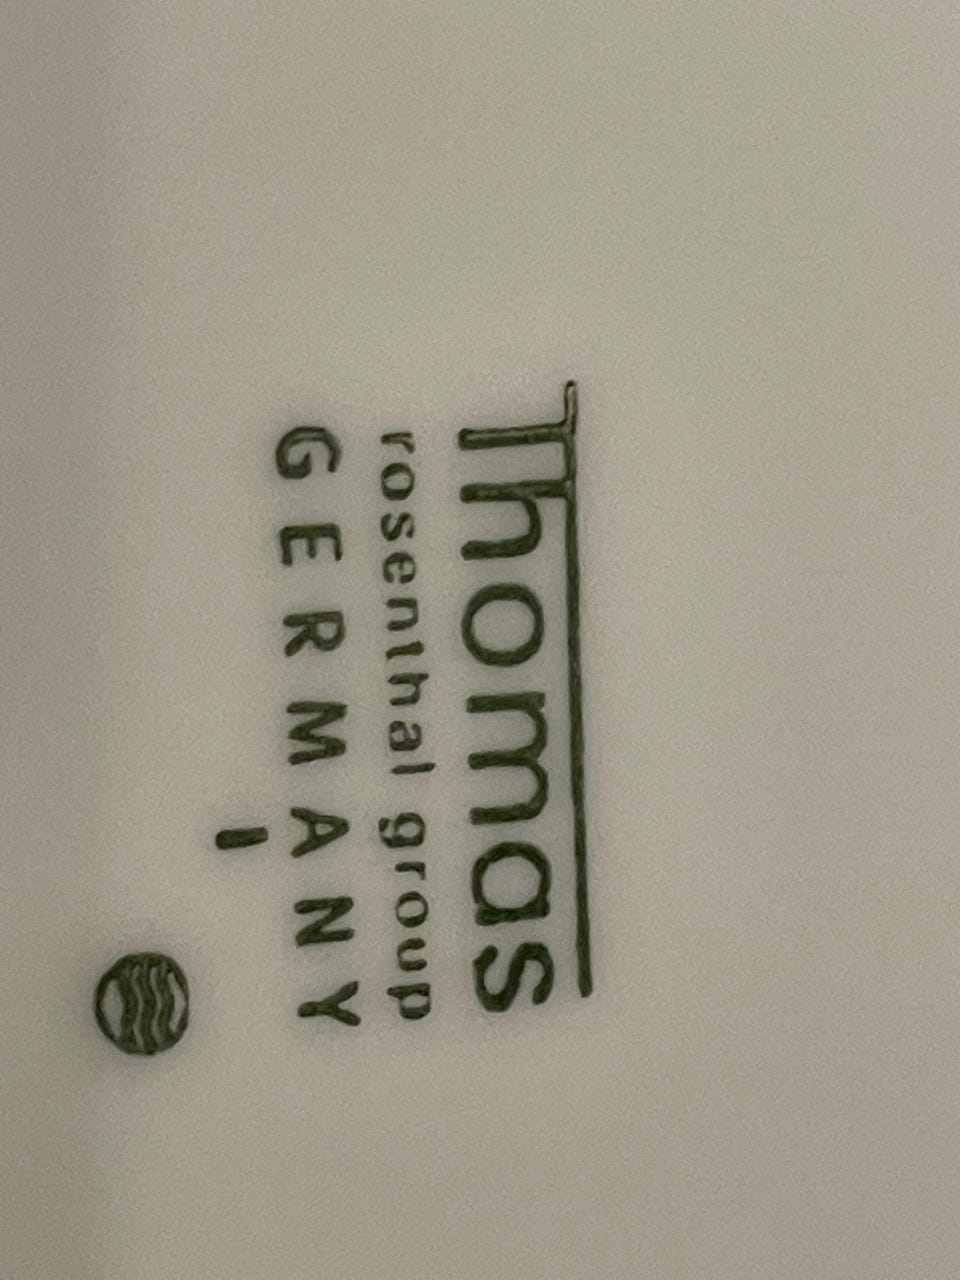 Thomas
rosenthal group
GERMANY